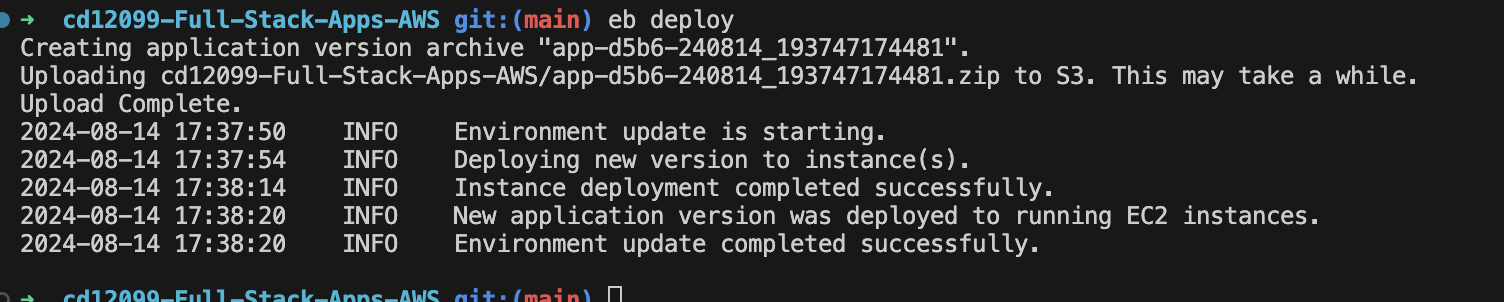 ➜ cd12099-Full-Stack-Apps-AWS git:(main) eb deploy
Creating application version archive "app-d5b6-240814_193747174481".
Uploading cd12099-Full-Stack-Apps-AWS/app-d5b6-240814_193747174481.zip to S3. This may take a while.
Upload Complete.
2024-08-14 17:37:50    INFO    Environment update is starting.
2024-08-14 17:37:54    INFO    Deploying new version to instance(s).
2024-08-14 17:38:14    INFO    Instance deployment completed successfully.
2024-08-14 17:38:20    INFO    New application version was deployed to running EC2 instances.
2024-08-14 17:38:20    INFO    Environment update completed successfully.
➜ cd12099-Full-Stack-Apps-AWS git:(main)